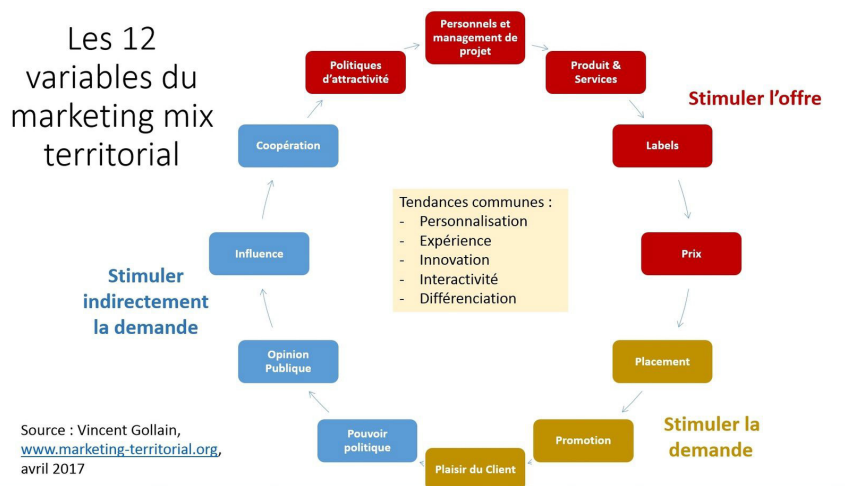 Les 12
variables du
marketing mix
territorial
Personnels et
management de
projet
Produit &
Services
Stimuler l'offre
Labels
Prix
Placement
Stimuler la
demande
Promotion
Plaisir du Client
Pouvoir
politique
Opinion
Publique
Stimuler
indirectement
la demande
Influence
Coopération
Politiques
d'attractivité
Tendances communes :
- Personnalisation
- Expérience
- Innovation
- Interactivité
- Différenciation
Source : Vincent Gollain,
www.marketing-territorial.org,
avril 2017